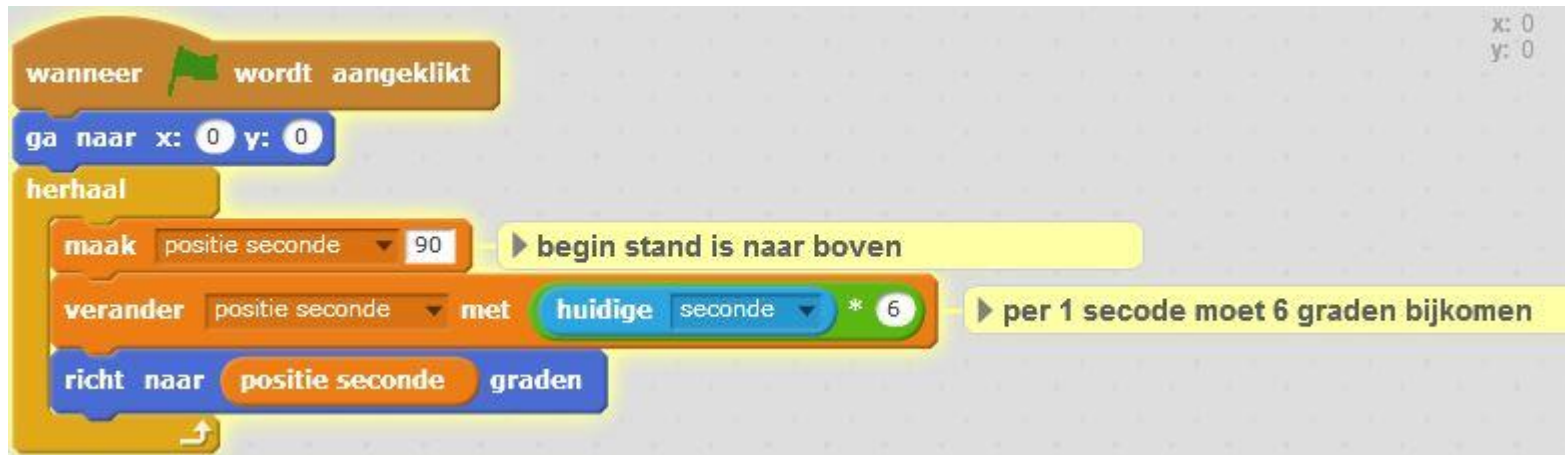 x: 0
y: 0
wanneer wordt aangeklikt
ga naar x: 0 y: 0
herhaal
maak positie seconde 90 begin stand is naar boven
verander positie seconde met huidige seconde * 6 per 1 secode moet 6 graden bijkomen
richt naar positie seconde graden